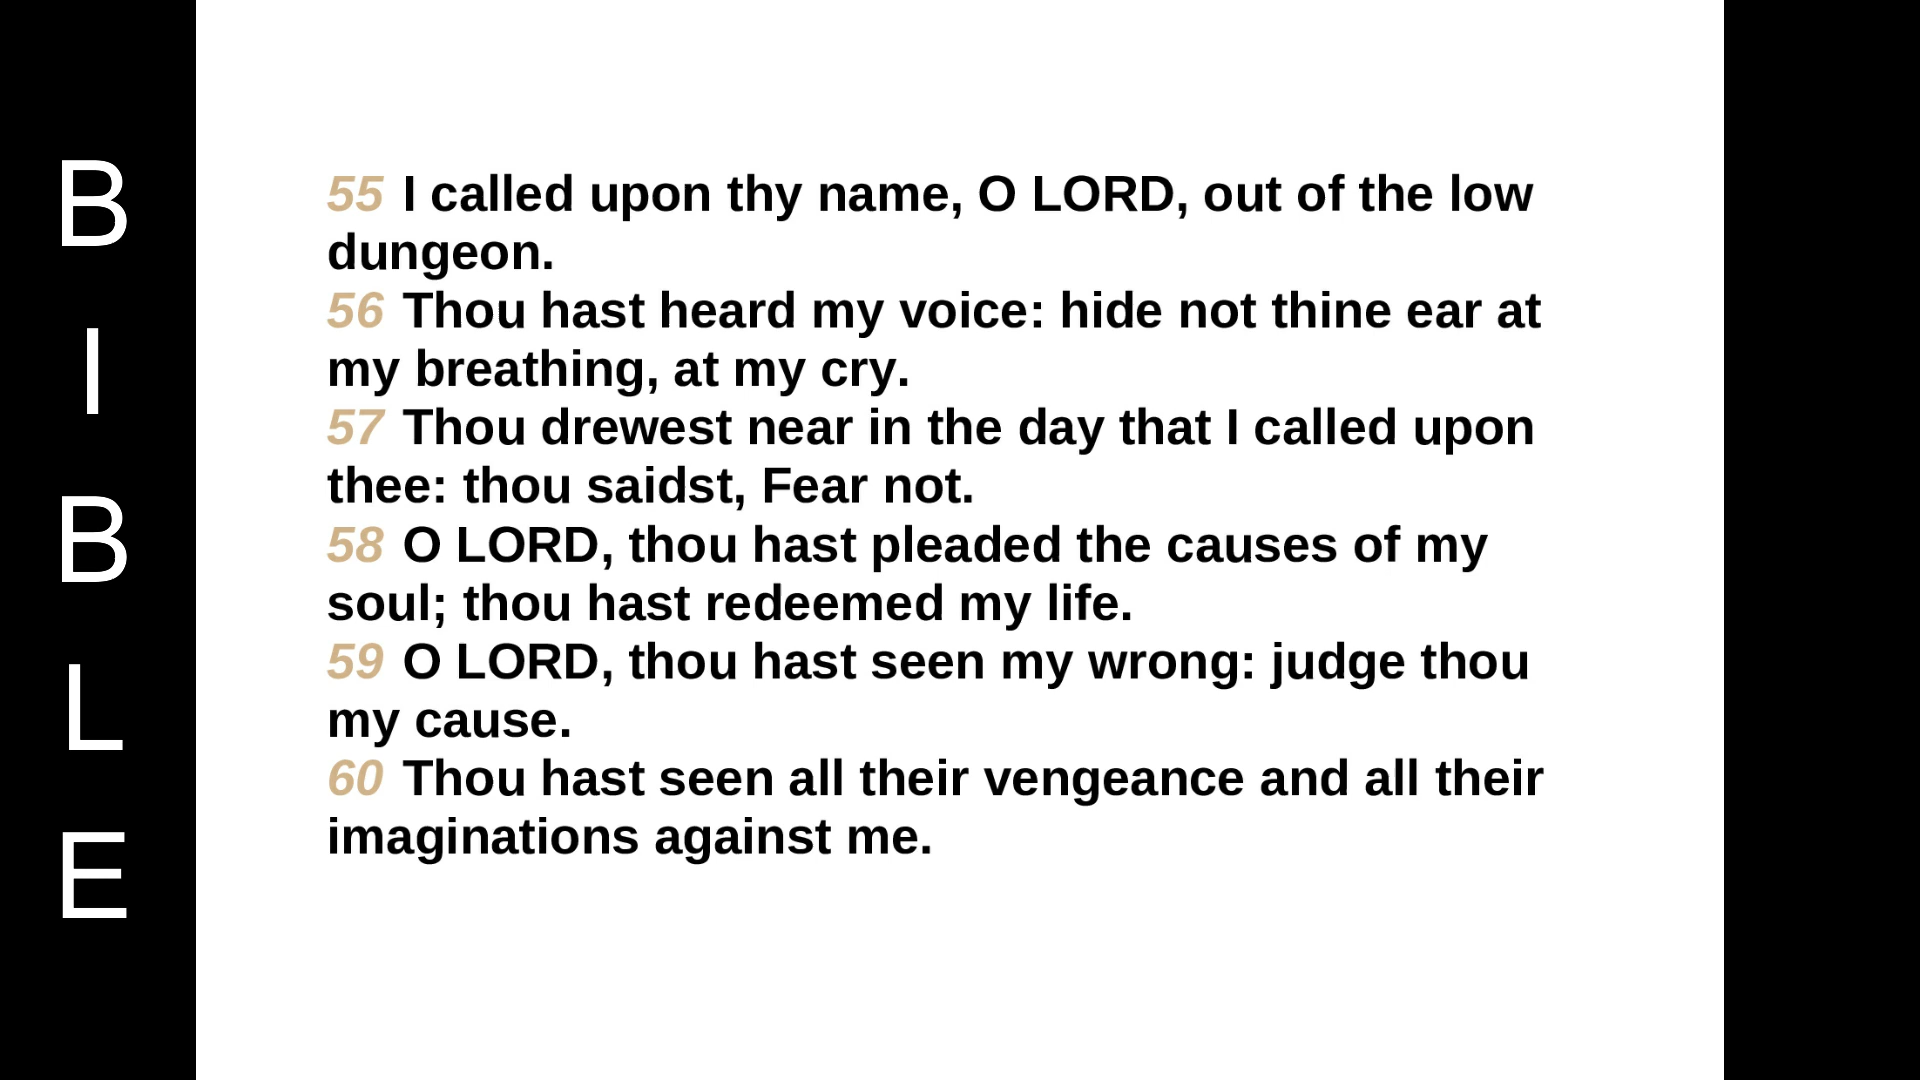 B
I
B
L
E
55 I called upon thy name, O LORD, out of the low
dungeon.
56 Thou hast heard my voice: hide not thine ear at
my breathing, at my cry.
57 Thou drewest near in the day that I called upon
thee: thou saidst, Fear not.
58 O LORD, thou hast pleaded the causes of my
soul; thou hast redeemed my life.
59 O LORD, thou hast seen my wrong: judge thou
my cause.
60 Thou hast seen all their vengeance and all their
imaginations against me.